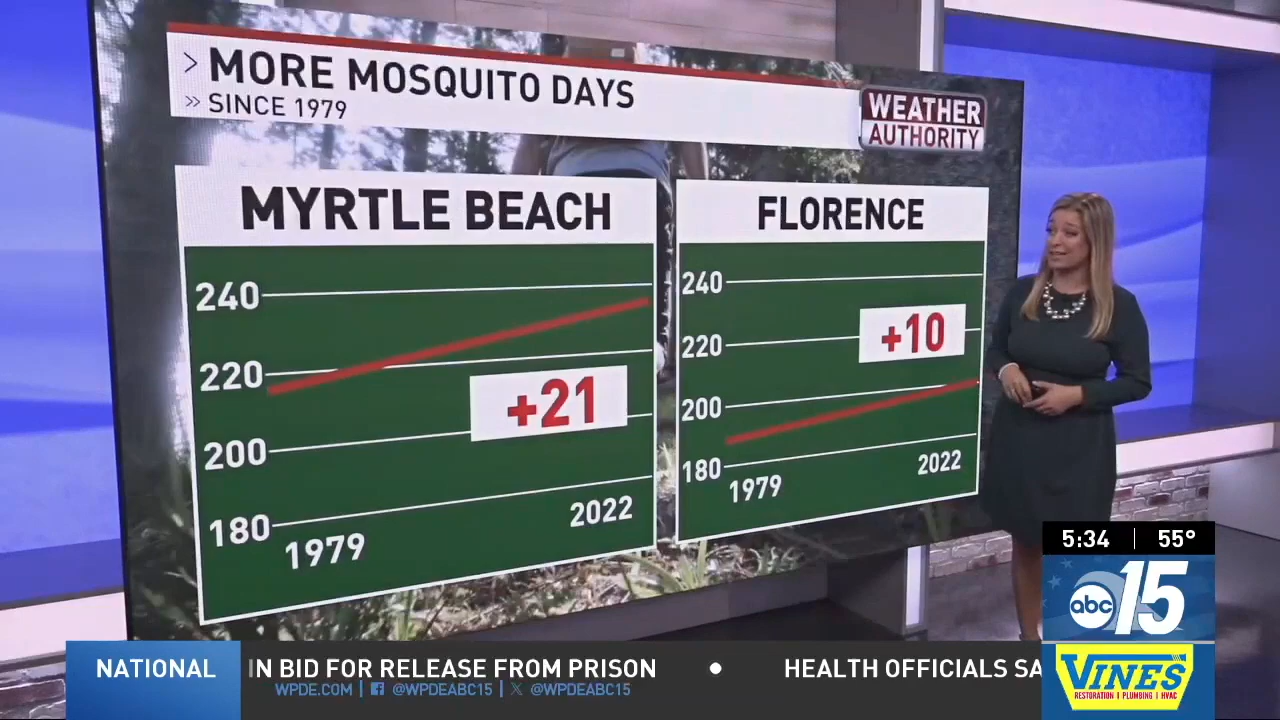 > MORE MOSQUITO DAYS
» SINCE 1979
WEATHER
AUTHORITY
MYRTLE BEACH
240
220
200
180
+21
1979
2022
FLORENCE
240
220
200
180
+10
1979
2022
5:34 | 55°
abc 15
NATIONAL
IN BID FOR RELEASE FROM PRISON • HEALTH OFFICIALS SA
WPDE.COM | @WPDEABC15 | X @WPDEABC15
VINES
RESTORATION | PLUMBING | HVAC